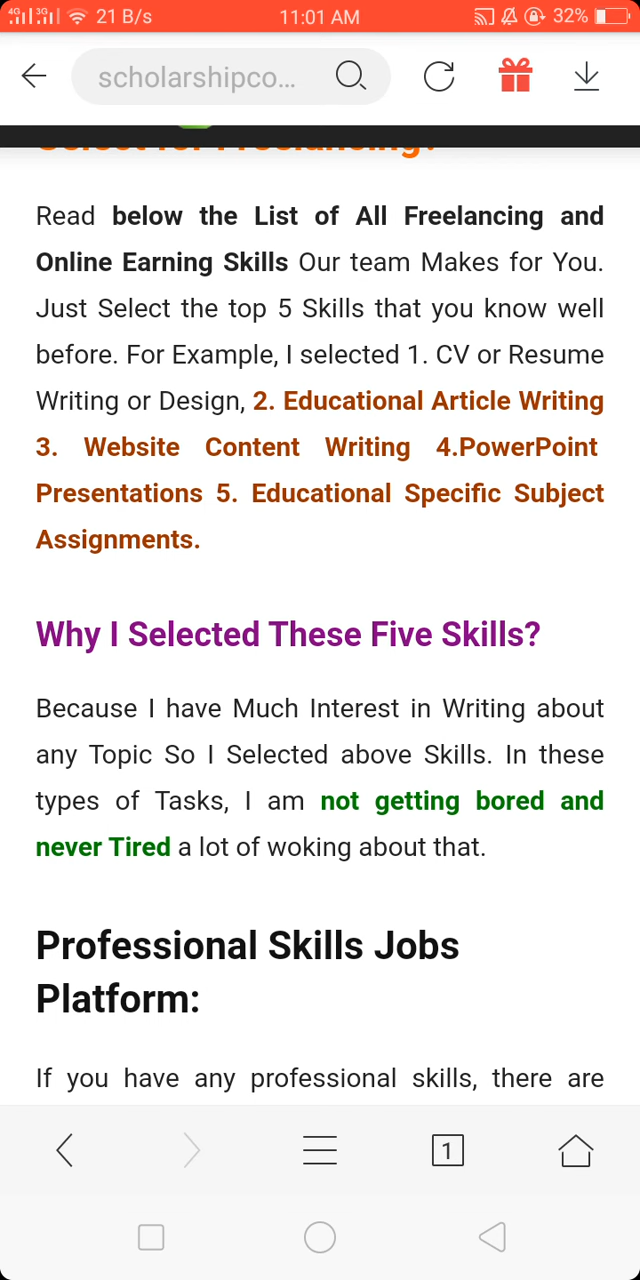 4G 3G 21 B/s 11:01 AM 32%
scholarshipco...
Select for Freelancing?
Read below the List of All Freelancing and
Online Earning Skills Our team Makes for You.
Just Select the top 5 Skills that you know well
before. For Example, I selected 1. CV or Resume
Writing or Design, 2. Educational Article Writing
3. Website Content Writing 4.PowerPoint
Presentations 5. Educational Specific Subject
Assignments.
Why I Selected These Five Skills?
Because I have Much Interest in Writing about
any Topic So I Selected above Skills. In these
types of Tasks, I am not getting bored and
never Tired a lot of woking about that.
Professional Skills Jobs
Platform:
If you have any professional skills, there are
1